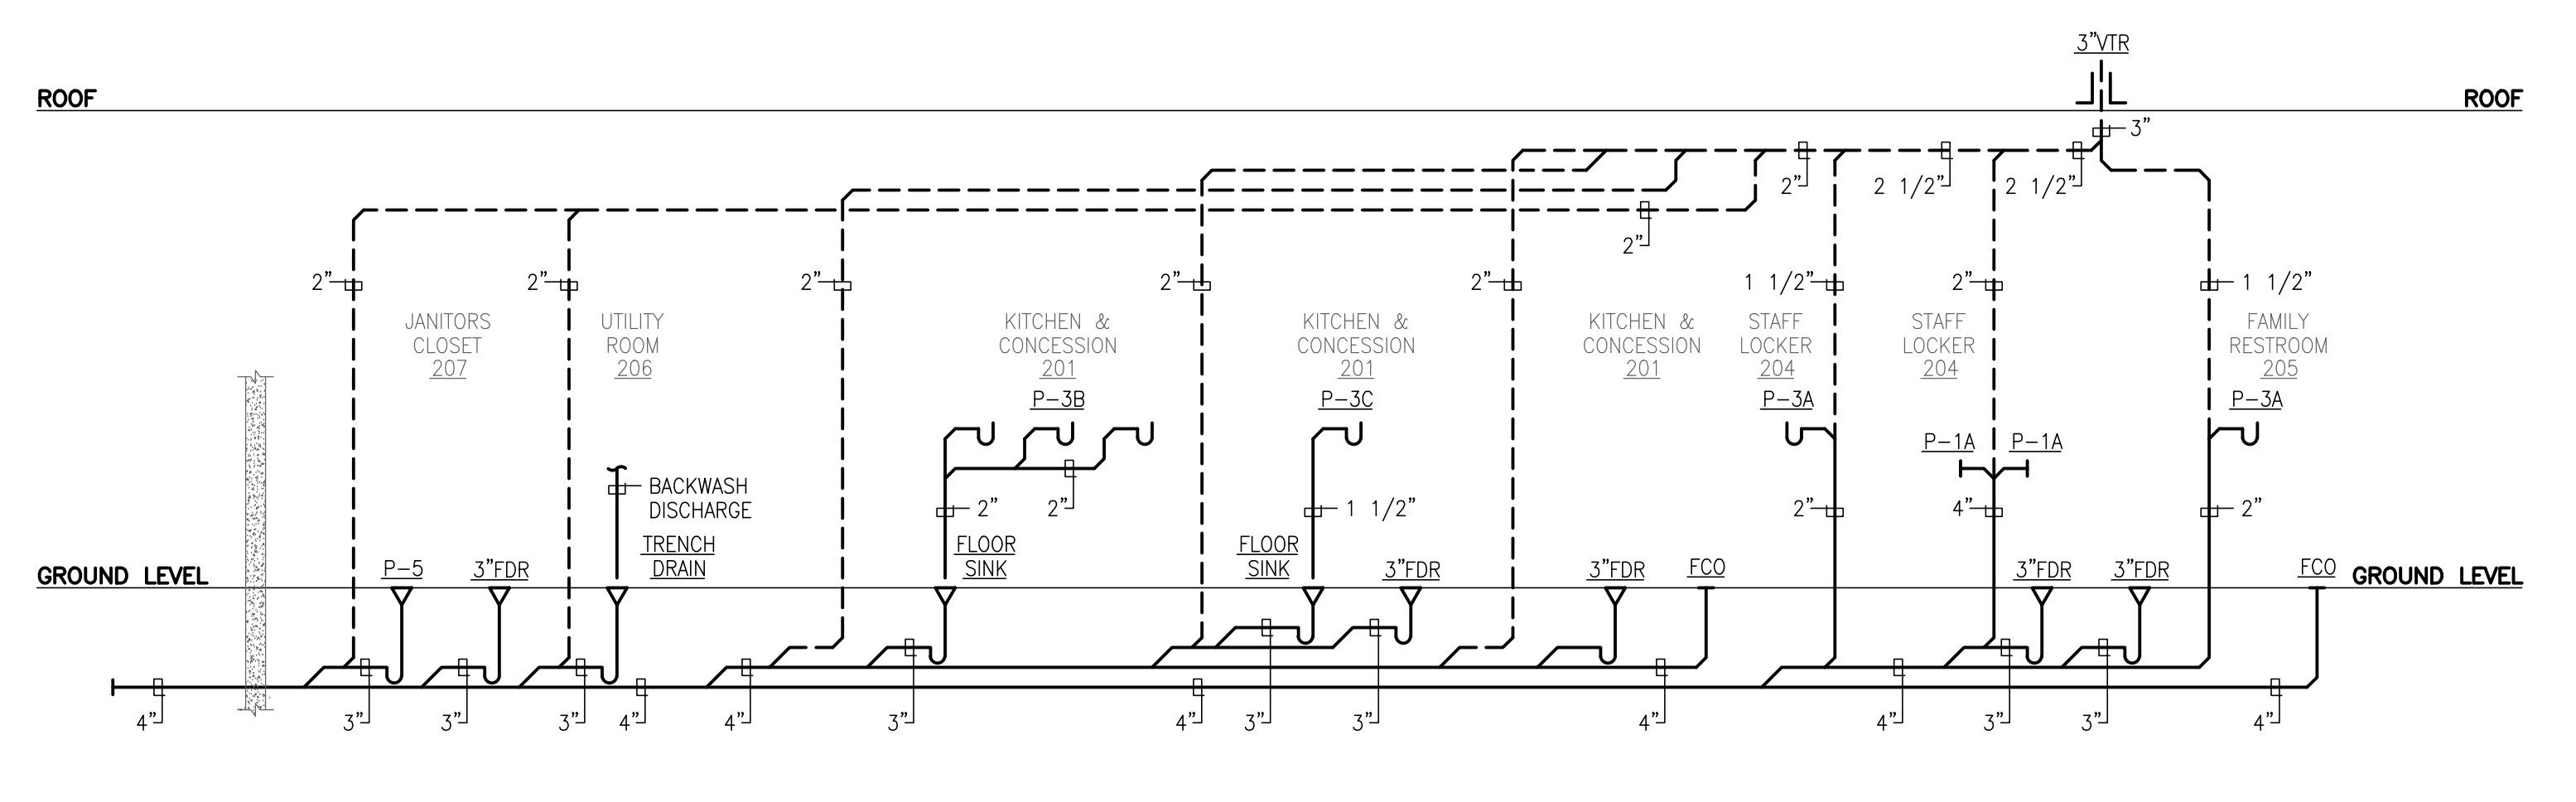 3"VTR
ROOF
ROOF
3"
2"
2 1/2"
2 1/2"
2"
2"
2"
2"
2"
2"
1 1/2"
2"
1 1/2"
JANITORS
CLOSET
207
UTILITY
ROOM
206
KITCHEN &
CONCESSION
201
KITCHEN &
CONCESSION
201
KITCHEN &
CONCESSION
201
STAFF
LOCKER
204
STAFF
LOCKER
204
FAMILY
RESTROOM
205
P-3B
P-3C
P-3A
P-3A
P-1A
P-1A
BACKWASH
DISCHARGE
2"
2"
1 1/2"
2"
4"
2"
TRENCH
DRAIN
FLOOR
SINK
FLOOR
SINK
GROUND LEVEL
P-5
3"FDR
3"FDR
3"FDR
FCO
3"FDR
3"FDR
FCO
GROUND LEVEL
4"
3"
3"
3"
4"
4"
3"
4"
3"
3"
4"
4"
3"
3"
4"